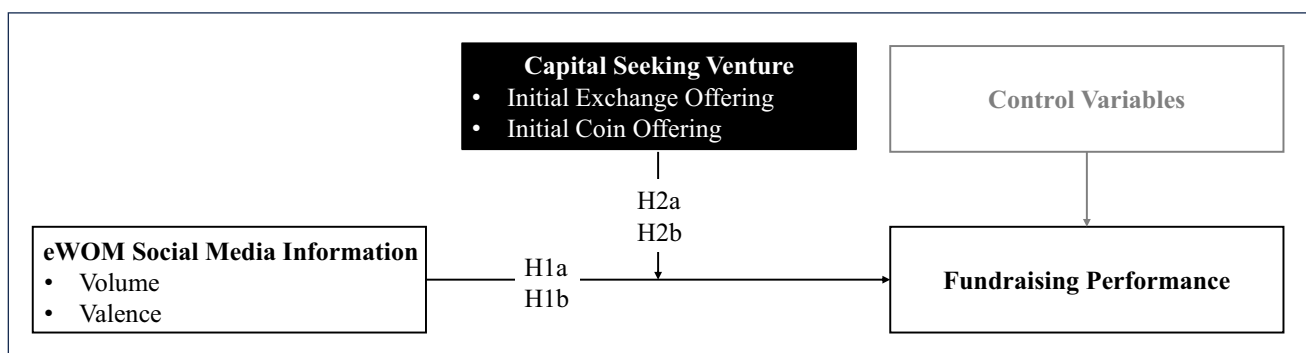 Capital Seeking Venture
• Initial Exchange Offering
• Initial Coin Offering
Control Variables
H2a
H2b
eWOM Social Media Information
• Volume
• Valence
H1a
H1b
Fundraising Performance